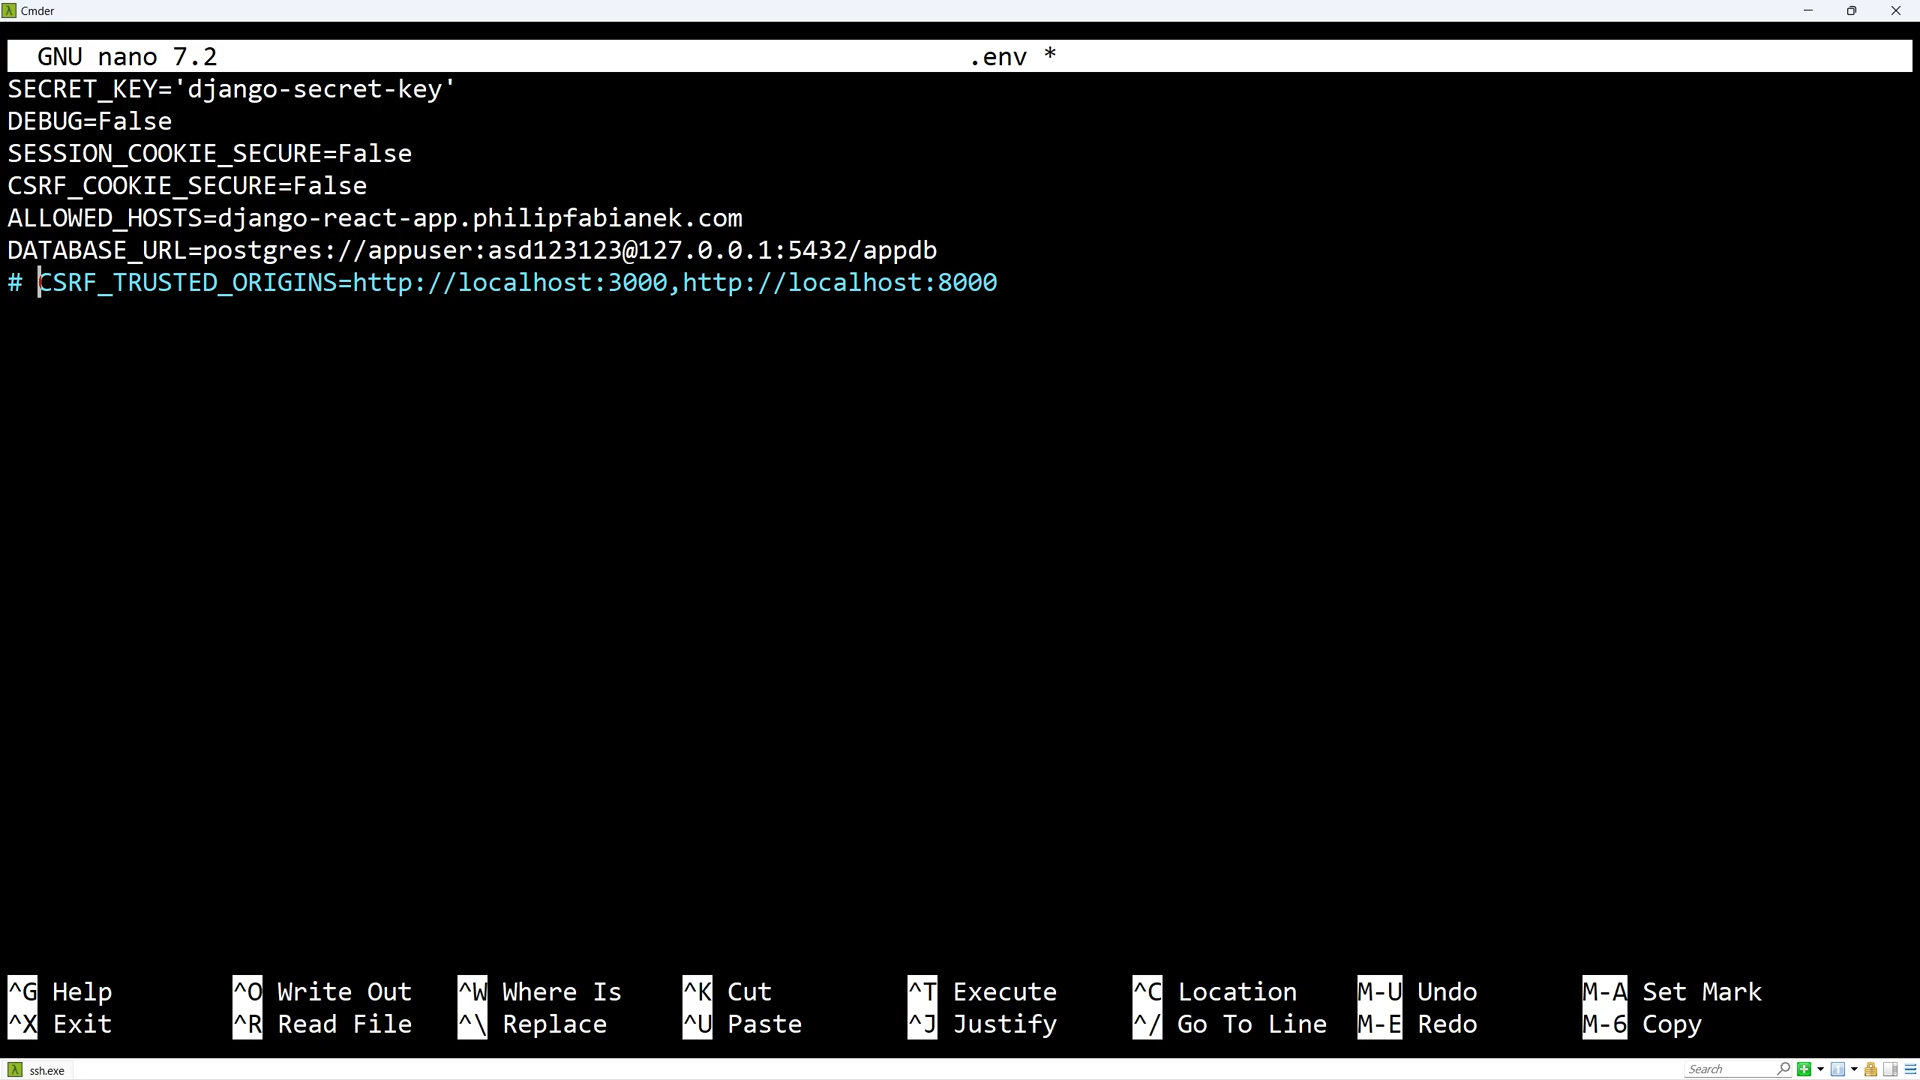 Cmder
GNU nano 7.2 .env *
SECRET_KEY='django-secret-key'
DEBUG=False
SESSION_COOKIE_SECURE=False
CSRF_COOKIE_SECURE=False
ALLOWED_HOSTS=django-react-app.philipfabianek.com
DATABASE_URL=postgres://appuser:asd123123@127.0.0.1:5432/appdb
# CSRF_TRUSTED_ORIGINS=http://localhost:3000,http://localhost:8000
^G Help ^O Write Out ^W Where Is ^K Cut ^T Execute ^C Location M-U Undo M-A Set Mark
^X Exit ^R Read File ^\ Replace ^U Paste ^J Justify ^/ Go To Line M-E Redo M-6 Copy
ssh.exe Search